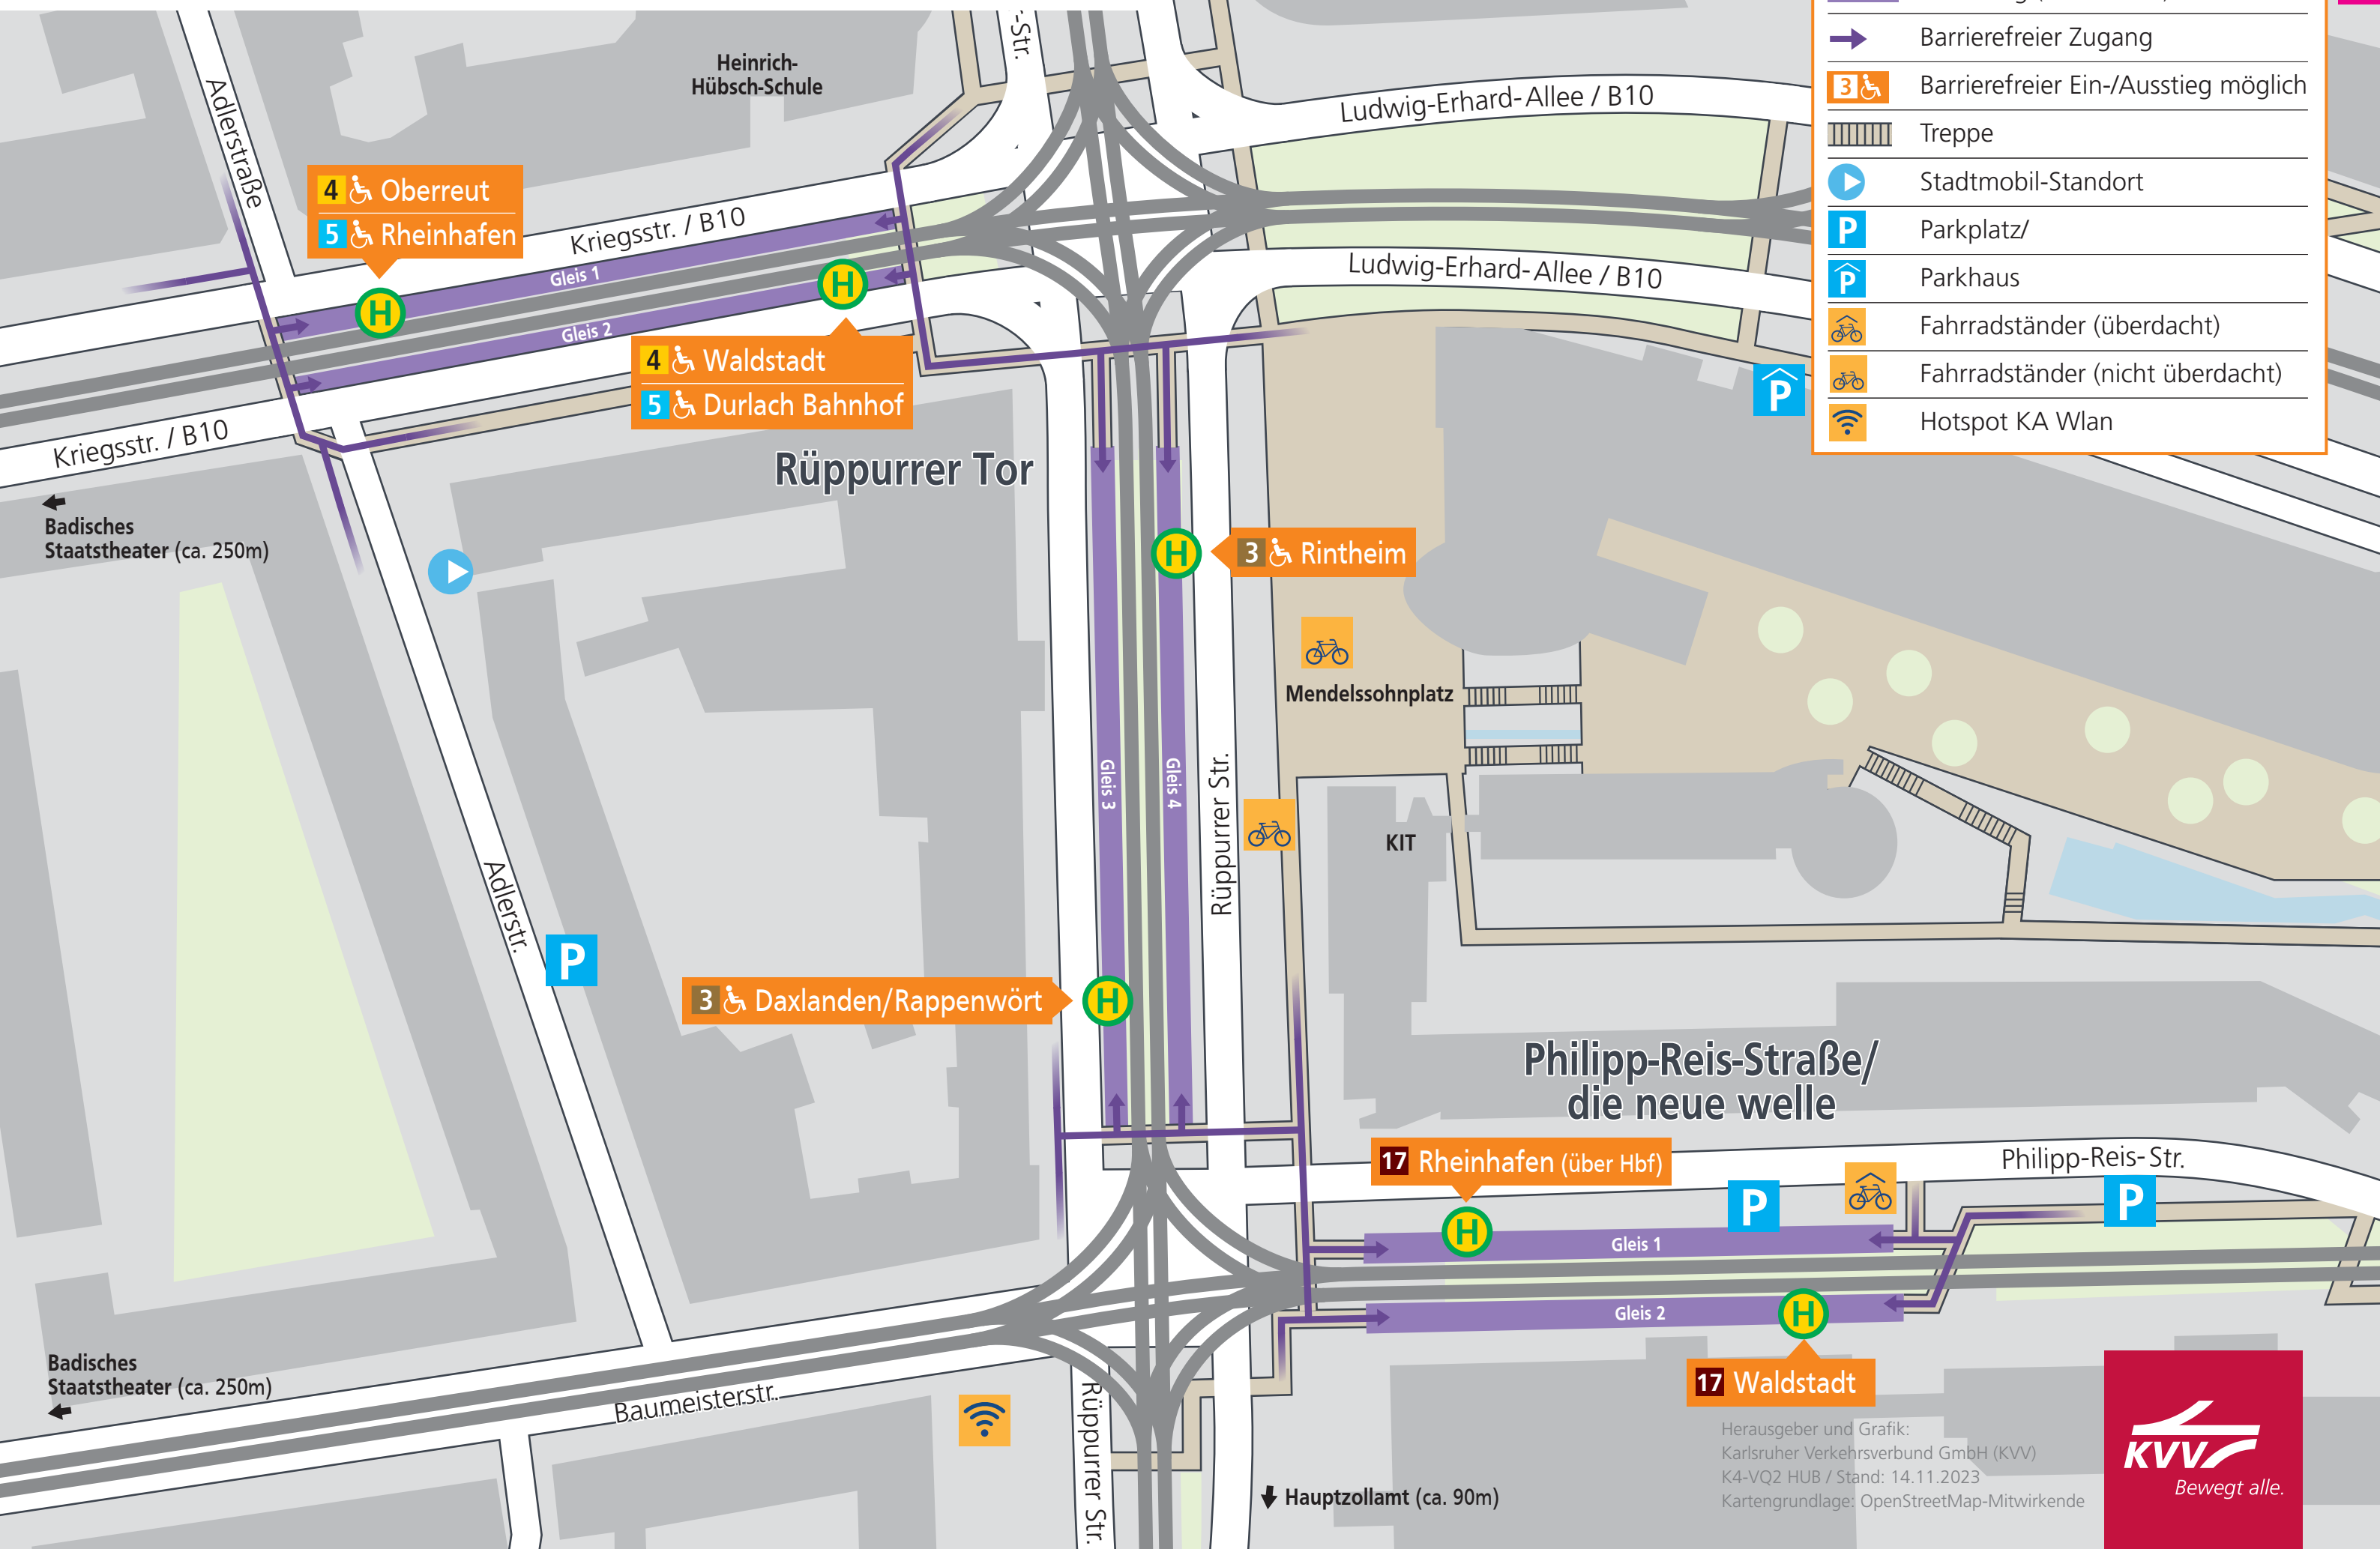 -Str.
Heinrich-
Hübsch-Schule
Adlerstraße
4 Oberreut
5 Rheinhafen
Kriegsstr. / B10
Gleis 1
H
H
Gleis 2
4 Waldstadt
5 Durlach Bahnhof
Kriegsstr. / B10
Ludwig-Erhard-Allee / B10
Ludwig-Erhard-Allee / B10
Barrierefreier Zugang
3 Barrierefreier Ein-/Ausstieg möglich
Treppe
Stadtmobil-Standort
P Parkplatz/
P Parkhaus
Fahrradständer (überdacht)
Fahrradständer (nicht überdacht)
Hotspot KA Wlan
P
Rüppurrer Tor
Badisches
Staatstheater (ca. 250m)
H
3 Rintheim
Mendelssohnplatz
Gleis 3
Gleis 4
Rüppurrer Str.
KIT
Adlerstr.
P
3 Daxlanden/Rappenwört
H
Philipp-Reis-Straße/
die neue welle
17 Rheinhafen (über Hbf)
Philipp-Reis-Str.
P
P
H
Gleis 1
Gleis 2
H
17 Waldstadt
Badisches
Staatstheater (ca. 250m)
Baumeisterstr.
Rüppurrer Str.
Hauptzollamt (ca. 90m)
Herausgeber und Grafik:
Karlsruher Verkehrsverbund GmbH (KVV)
K4-VQ2 HUB / Stand: 14.11.2023
Kartengrundlage: OpenStreetMap-Mitwirkende
KVV
Bewegt alle.